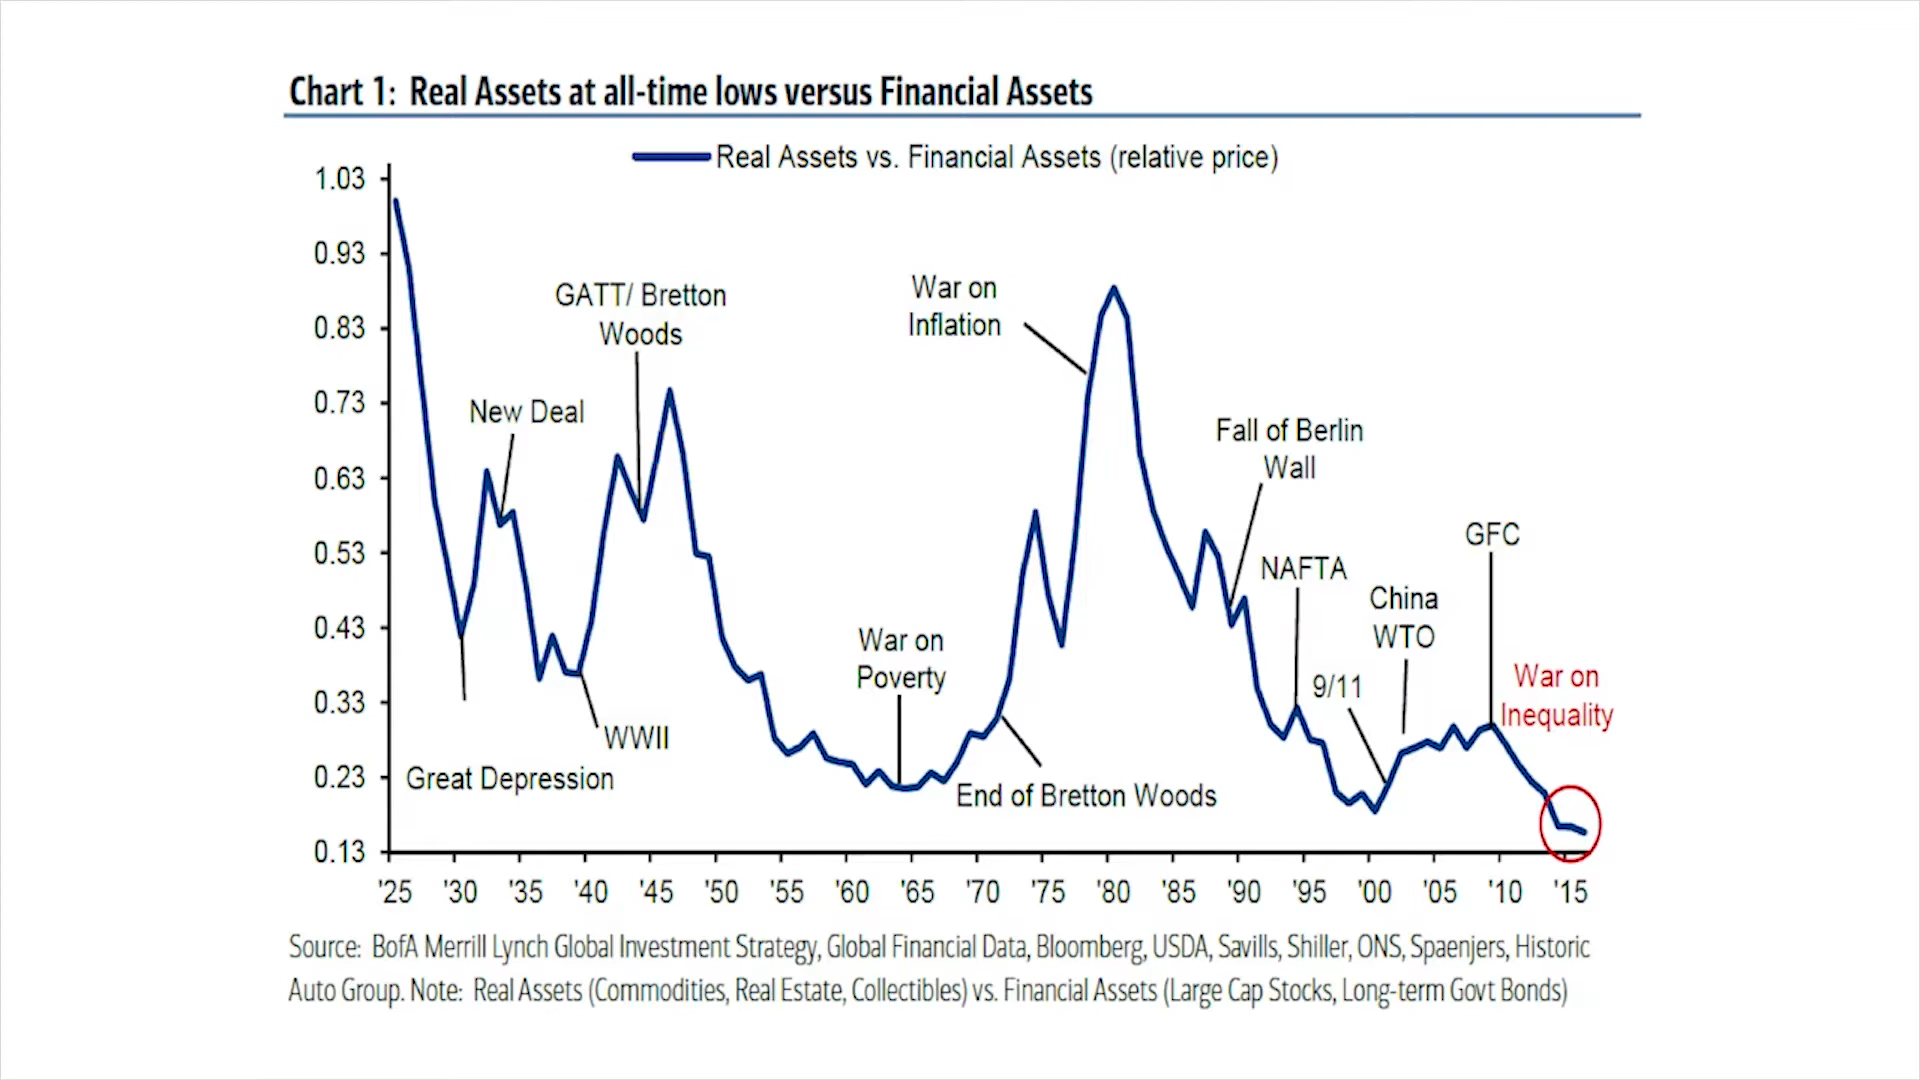 Chart 1: Real Assets at all-time lows versus Financial Assets
Real Assets vs. Financial Assets (relative price)
1.03
0.93
0.83
0.73
0.63
0.53
0.43
0.33
0.23
0.13
GATT/ Bretton
Woods
New Deal
War on
Inflation
Fall of Berlin
Wall
GFC
NAFTA
China
WTO
War on
Poverty
9/11
War on
Inequality
WWII
Great Depression
End of Bretton Woods
'25 '30 '35 '40 '45 '50 '55 '60 '65 '70 '75 '80 '85 '90 '95 '00 '05 '10 '15
Source: BofA Merrill Lynch Global Investment Strategy, Global Financial Data, Bloomberg, USDA, Savills, Shiller, ONS, Spaenjers, Historic
Auto Group. Note: Real Assets (Commodities, Real Estate, Collectibles) vs. Financial Assets (Large Cap Stocks, Long-term Govt Bonds)